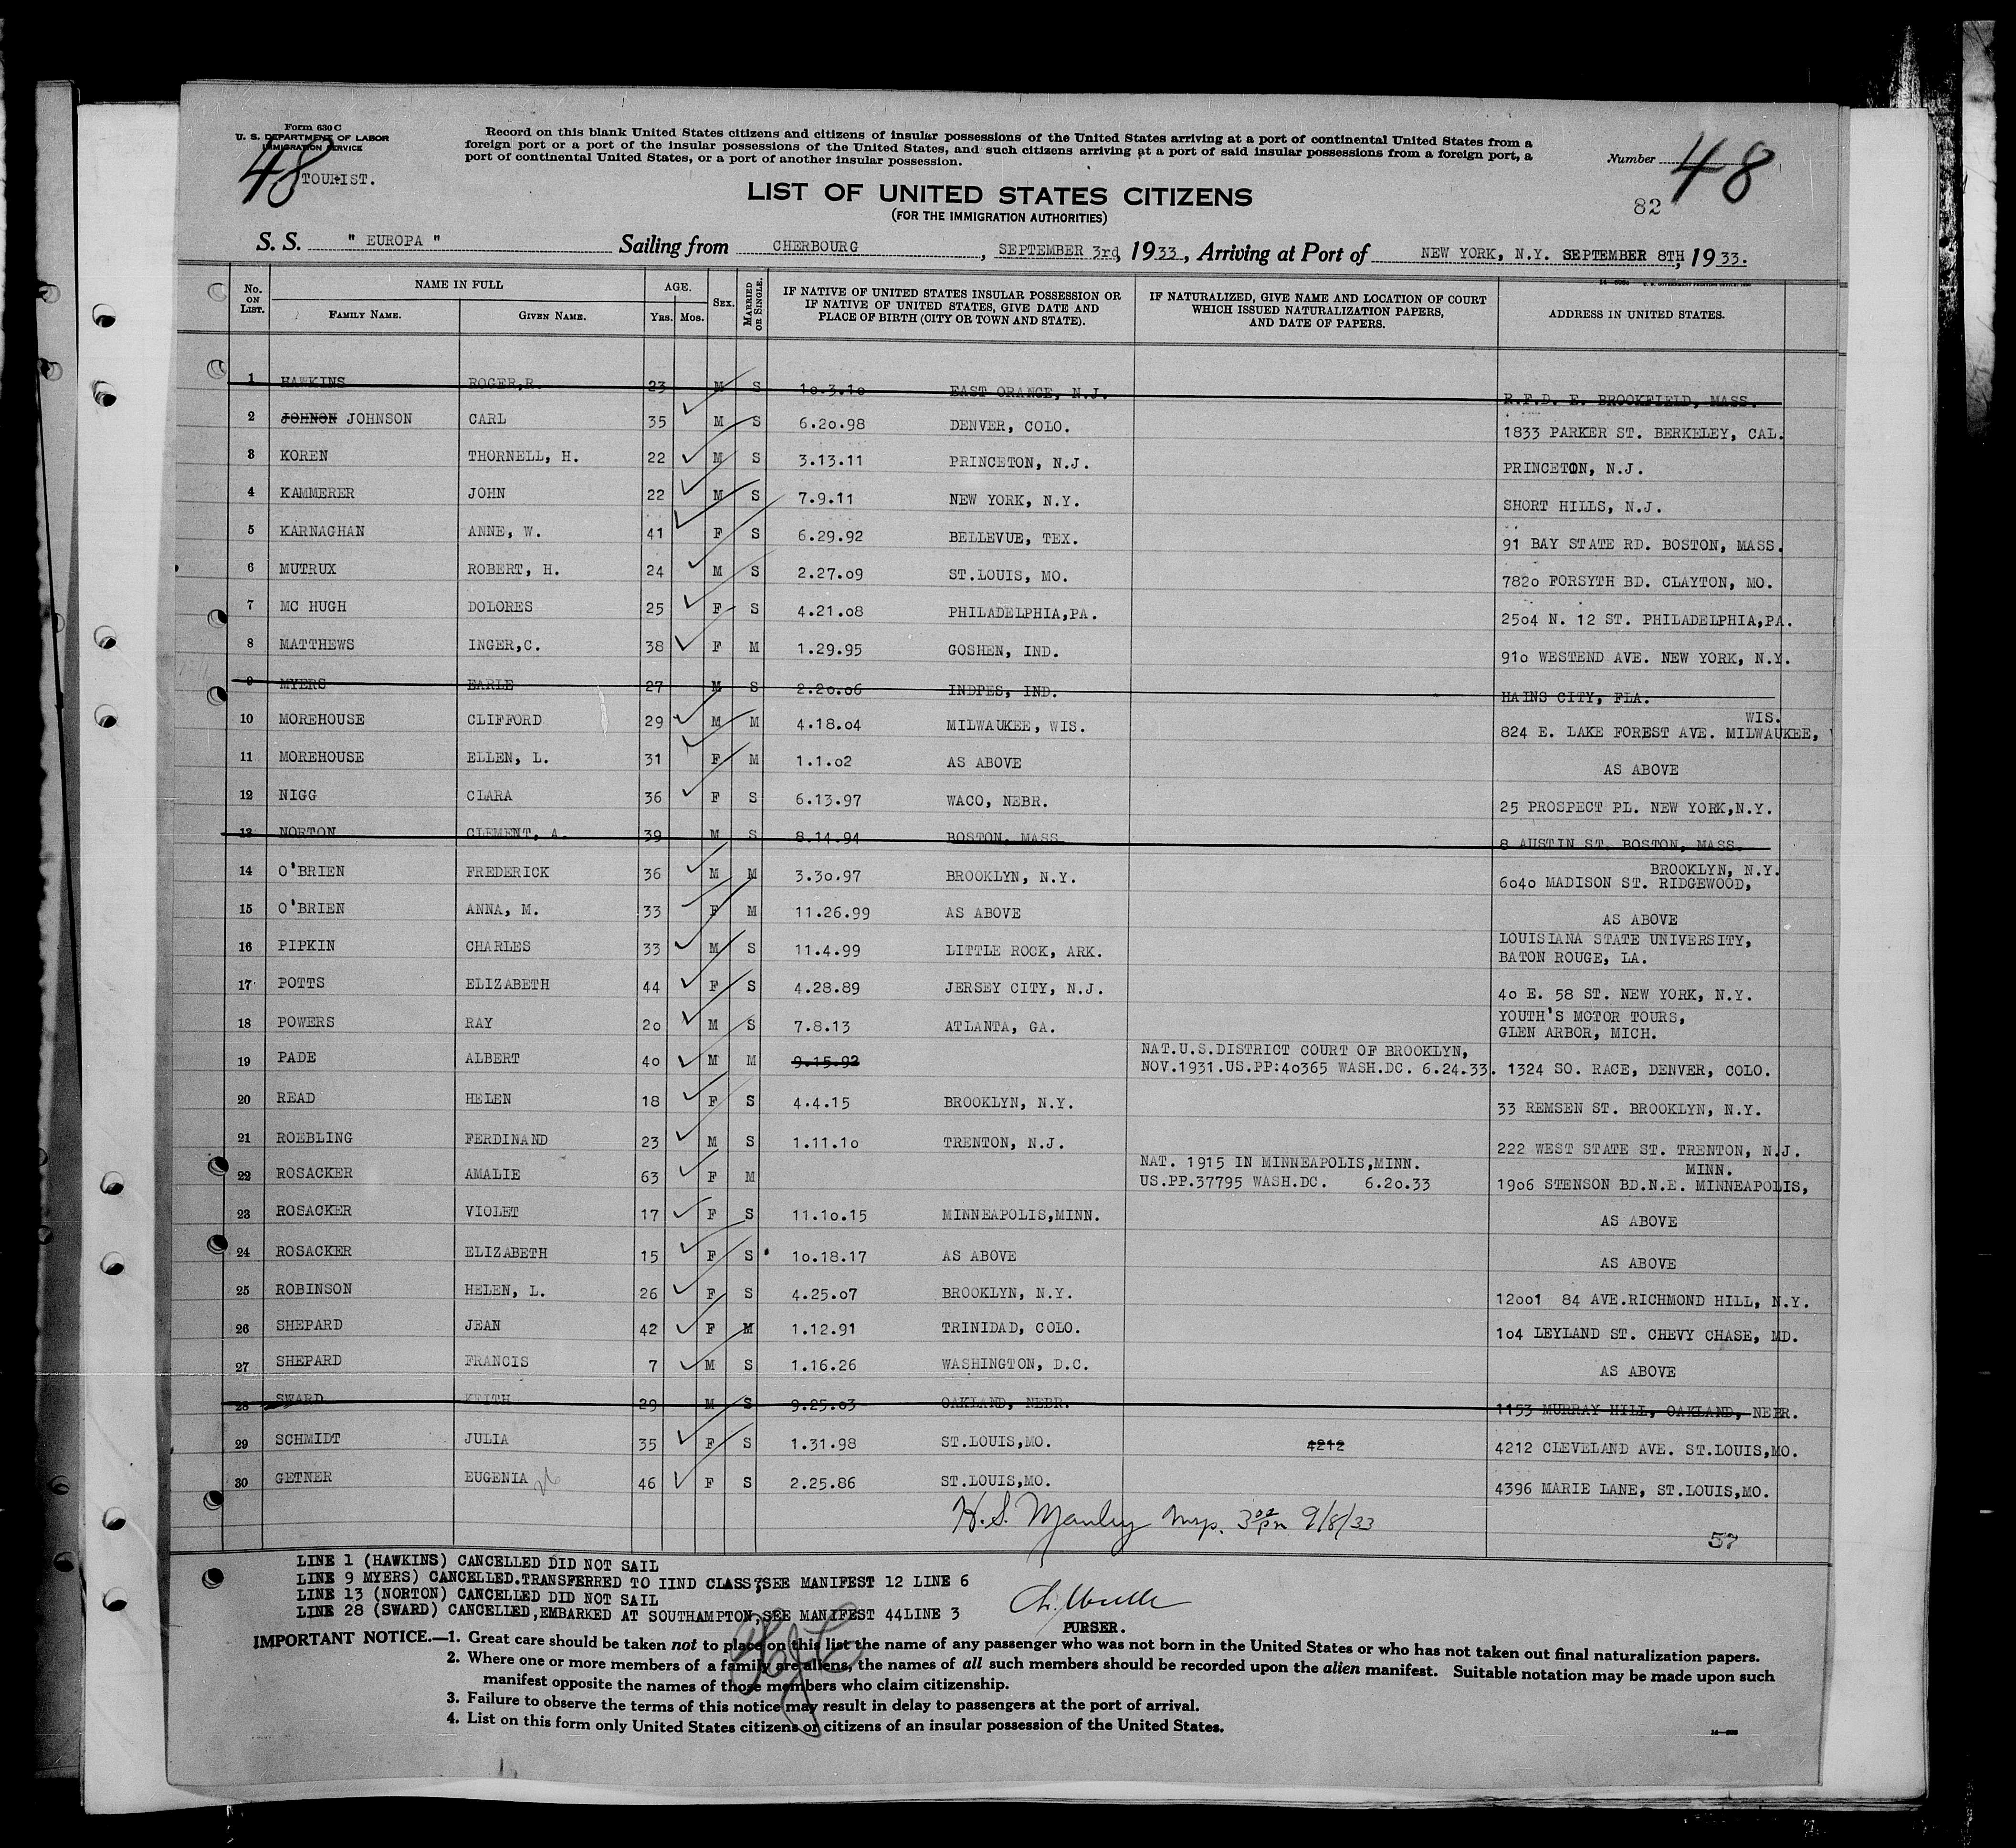 Form 630 C
U. S. DEPARTMENT OF LABOR
IMMIGRATION SERVICE
48
TOURIST.
Record on this blank United States citizens and citizens of insular possessions of the United States arriving at a port of continental United States from a
foreign port or a port of the insular possessions of the United States, and such citizens arriving at a port of said insular possessions from a foreign port, a
port of continental United States, or a port of another insular possession.
Number 48
LIST OF UNITED STATES CITIZENS
(FOR THE IMMIGRATION AUTHORITIES)
82
S. S. " EUROPA " Sailing from CHERBOURG, SEPTEMBER 3rd, 1933, Arriving at Port of NEW YORK, N.Y. SEPTEMBER 8TH, 1933.
No. ON LIST. NAME IN FULL FAMILY NAME. GIVEN NAME. AGE. YRS. MOS. SEX. MARRIED OR SINGLE. IF NATIVE OF UNITED STATES INSULAR POSSESSION OR IF NATIVE OF UNITED STATES, GIVE DATE AND PLACE OF BIRTH (CITY OR TOWN AND STATE). IF NATURALIZED, GIVE NAME AND LOCATION OF COURT WHICH ISSUED NATURALIZATION PAPERS, AND DATE OF PAPERS. ADDRESS IN UNITED STATES.
1 HAWKINS ROGER,R. 23 M S 10.3.10 EAST ORANGE, N.J. R.F.D. E. BROOKFIELD, MASS.
2 JOHNON JOHNSON CARL 35 M S 6.20.98 DENVER, COLO. 1833 PARKER ST. BERKELEY, CAL.
3 KOREN THORNELL, H. 22 M S 3.13.11 PRINCETON, N.J. PRINCETON, N.J.
4 KAMMERER JOHN 22 M S 7.9.11 NEW YORK, N.Y. SHORT HILLS, N.J.
5 KARNAGHAN ANNE, W. 41 F S 6.29.92 BELLEVUE, TEX. 91 BAY STATE RD. BOSTON, MASS.
6 MUTRUX ROBERT, H. 24 M S 2.27.09 ST.LOUIS, MO. 7820 FORSYTH BD. CLAYTON, MO.
7 MC HUGH DOLORES 25 F S 4.21.08 PHILADELPHIA,PA. 2504 N. 12 ST. PHILADELPHIA,PA.
8 MATTHEWS INGER,C. 38 F M 1.29.95 GOSHEN, IND. 910 WESTEND AVE. NEW YORK, N.Y.
9 MYERS EARLE 27 M S 2.20.06 INDPES, IND. HAINS CITY, FLA.
10 MOREHOUSE CLIFFORD 29 M M 4.18.04 MILWAUKEE, WIS. 824 E. LAKE FOREST AVE. MILWAUKEE, WIS.
11 MOREHOUSE ELLEN, L. 31 F M 1.1.02 AS ABOVE AS ABOVE
12 NIGG CLARA 36 F S 6.13.97 WACO, NEBR. 25 PROSPECT PL. NEW YORK,N.Y.
13 NORTON CLEMENT, A. 39 M S 8.14.94 BOSTON, MASS. 8 AUSTIN ST. BOSTON, MASS.
14 O'BRIEN FREDERICK 36 M M 3.30.97 BROOKLYN, N.Y. 6040 MADISON ST. RIDGEWOOD, BROOKLYN, N.Y.
15 O'BRIEN ANNA, M. 33 F M 11.26.99 AS ABOVE AS ABOVE
16 PIPKIN CHARLES 33 M S 11.4.99 LITTLE ROCK, ARK. LOUISIANA STATE UNIVERSITY, BATON ROUGE, LA.
17 POTTS ELIZABETH 44 F S 4.28.89 JERSEY CITY, N.J. 40 E. 58 ST. NEW YORK, N.Y.
18 POWERS RAY 20 M S 7.8.13 ATLANTA, GA. YOUTH'S MOTOR TOURS, GLEN ARBOR, MICH.
19 PADE ALBERT 40 M M 9.15.92 NAT.U.S.DISTRICT COURT OF BROOKLYN, NOV.1931.US.PP:40365 WASH.DC. 6.24.33. 1324 SO. RACE, DENVER, COLO.
20 READ HELEN 18 F S 4.4.15 BROOKLYN, N.Y. 33 REMSEN ST. BROOKLYN, N.Y.
21 ROEBLING FERDINAND 23 M S 1.11.10 TRENTON, N.J. 222 WEST STATE ST. TRENTON, N.J.
22 ROSACKER AMALIE 63 F M NAT. 1915 IN MINNEAPOLIS,MINN. US.PP.37795 WASH.DC. 6.20.33 1906 STENSON BD.N.E. MINNEAPOLIS, MINN.
23 ROSACKER VIOLET 17 F S 11.10.15 MINNEAPOLIS,MINN. AS ABOVE
24 ROSACKER ELIZABETH 15 F S 10.18.17 AS ABOVE AS ABOVE
25 ROBINSON HELEN, L. 26 F S 4.25.07 BROOKLYN, N.Y. 12001 84 AVE.RICHMOND HILL, N.Y.
26 SHEPARD JEAN 42 F M 1.12.91 TRINIDAD, COLO. 104 LEYLAND ST. CHEVY CHASE, MD.
27 SHEPARD FRANCIS 7 M S 1.16.26 WASHINGTON, D.C. AS ABOVE
28 SWARD KEITH 29 M S 9.25.03 OAKLAND, NEBR. 1153 MURRAY HILL, OAKLAND, NEBR.
29 SCHMIDT JULIA 35 F S 1.31.98 ST.LOUIS,MO. 4212 4212 CLEVELAND AVE. ST.LOUIS,MO.
30 GETNER EUGENIA 46 F S 2.25.86 ST.LOUIS,MO. 4396 MARIE LANE, ST.LOUIS,MO.
H. S. Manley Insp. 3 00 pm 9/8/33
57
LINE 1 (HAWKINS) CANCELLED DID NOT SAIL
LINE 9 MYERS) CANCELLED.TRANSFERRED TO IIND CLASS,SEE MANIFEST 12 LINE 6
LINE 13 (NORTON) CANCELLED DID NOT SAIL
LINE 28 (SWARD) CANCELLED,EMBARKED AT SOUTHAMPTON,SEE MANIFEST 44LINE 3
PURSER.
IMPORTANT NOTICE.—1. Great care should be taken not to place on this list the name of any passenger who was not born in the United States or who has not taken out final naturalization papers.
2. Where one or more members of a family are aliens, the names of all such members should be recorded upon the alien manifest. Suitable notation may be made upon such
manifest opposite the names of those members who claim citizenship.
3. Failure to observe the terms of this notice may result in delay to passengers at the port of arrival.
4. List on this form only United States citizens or citizens of an insular possession of the United States.